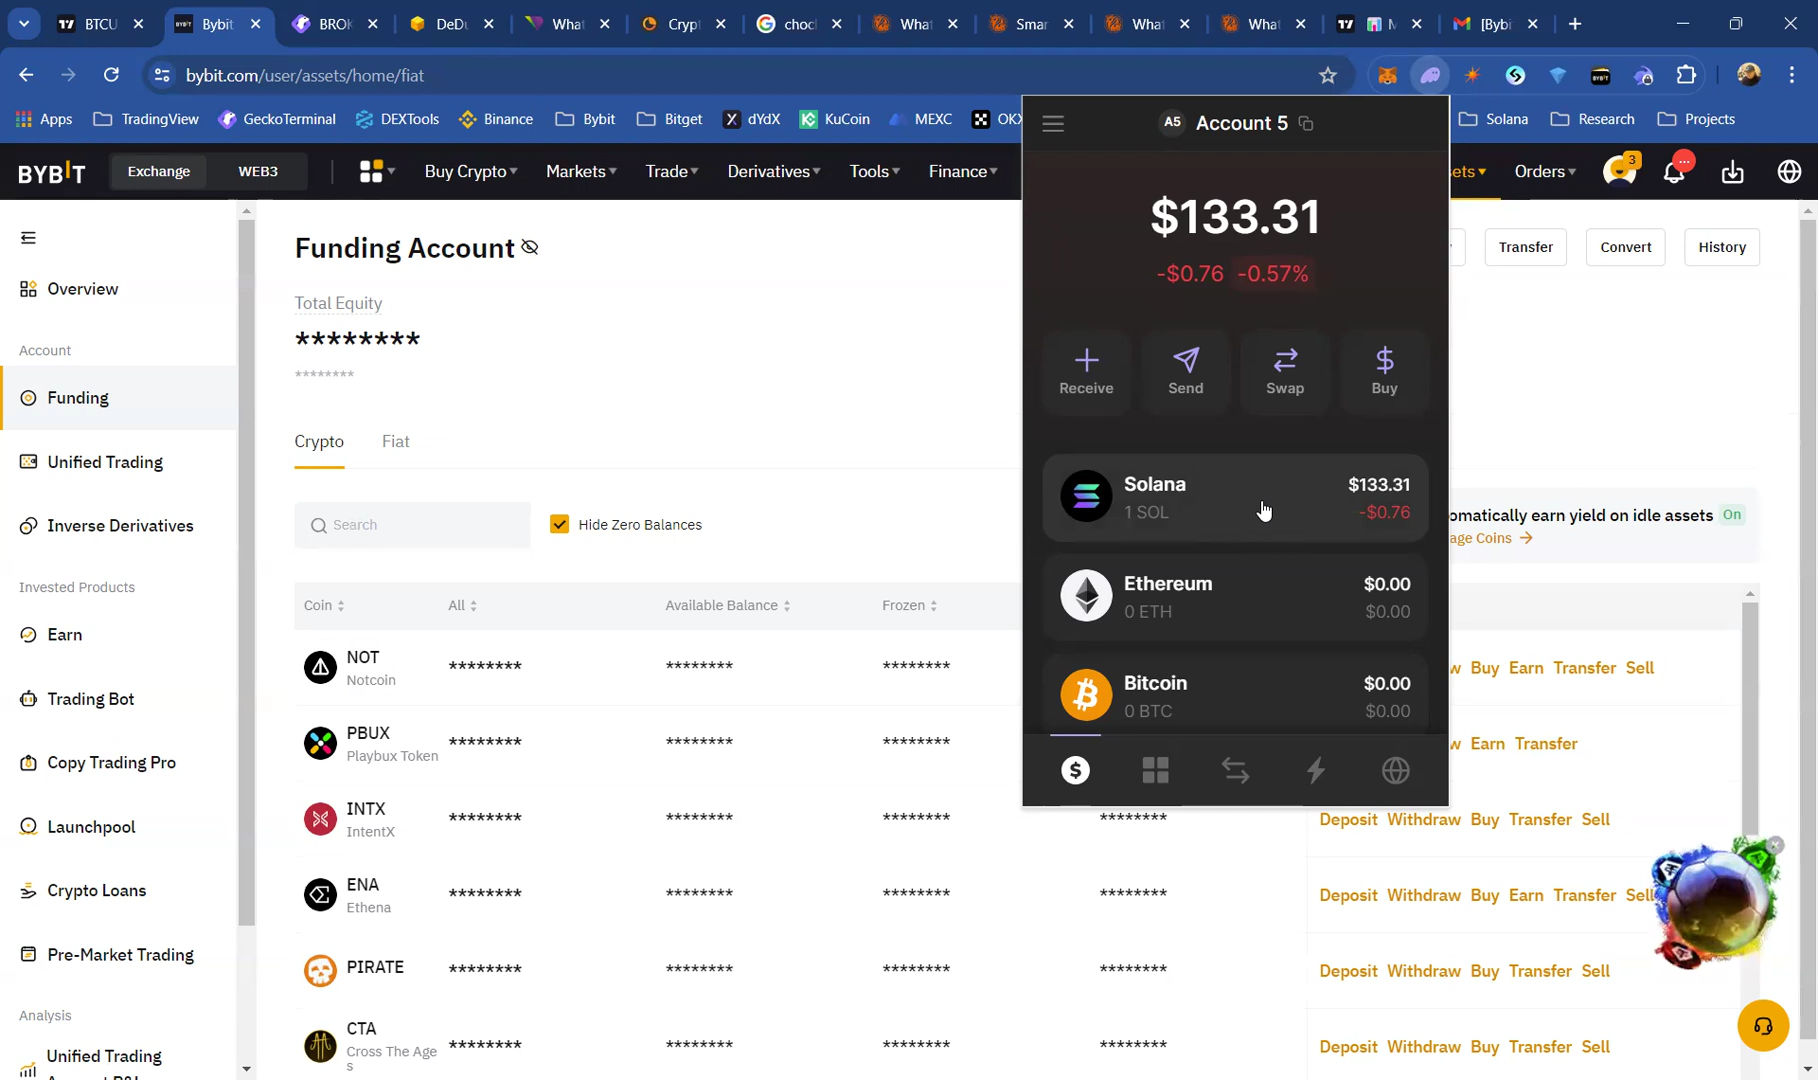 BTCU
Bybit
BROK
DeDu
What
Crypt
choc
What
Smar
What
What
M
[Bybi
bybit.com/user/assets/home/fiat
Apps
TradingView
GeckoTerminal
DEXTools
Binance
Bybit
Bitget
dYdX
KuCoin
MEXC
OKX
Solana
Research
Projects
BYBIT
Exchange
WEB3
Buy Crypto
Markets
Trade
Derivatives
Tools
Finance
Orders
3
Overview
Account
Funding
Unified Trading
Inverse Derivatives
Invested Products
Earn
Trading Bot
Copy Trading Pro
Launchpool
Crypto Loans
Pre-Market Trading
Analysis
Unified Trading
Funding Account
Total Equity
********
********
Transfer
Convert
History
Crypto Fiat
Search
Hide Zero Balances
omatically earn yield on idle assets On
age Coins →
Coin All Available Balance Frozen
NOT ******** ******** ********
Notcoin
w Buy Earn Transfer Sell
PBUX ******** ******** ********
Playbux Token
w Earn Transfer
INTX ******** ******** ******** ********
IntentX
Deposit Withdraw Buy Transfer Sell
ENA ******** ******** ******** ********
Ethena
Deposit Withdraw Buy Earn Transfer Sell
PIRATE ******** ******** ******** ********
Deposit Withdraw Buy Transfer Sell
CTA ******** ******** ******** ********
Cross The Age
s
Deposit Withdraw Buy Transfer Sell
A5 Account 5
$133.31
-$0.76 -0.57%
Receive
Send
Swap
Buy
Solana $133.31
1 SOL -$0.76
Ethereum $0.00
0 ETH $0.00
Bitcoin $0.00
0 BTC $0.00